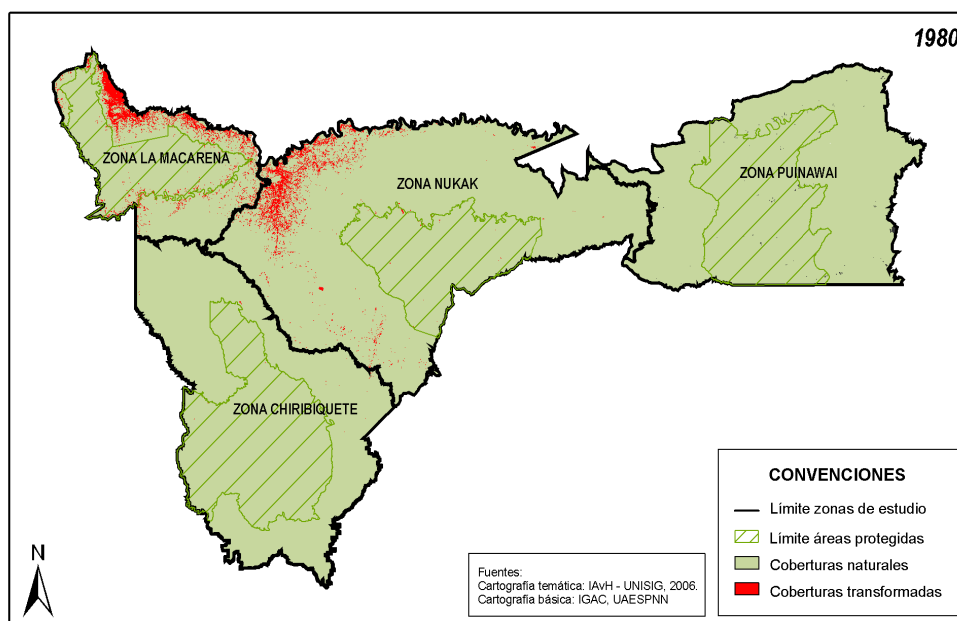 1980
ZONA LA MACARENA
ZONA NUKAK
ZONA PUINAWAI
ZONA CHIRIBIQUETE
CONVENCIONES
Límite zonas de estudio
Límite áreas protegidas
Coberturas naturales
Coberturas transformadas
N
Fuentes:
Cartografía temática: IAvH - UNISIG, 2006.
Cartografía básica: IGAC, UAESPNN